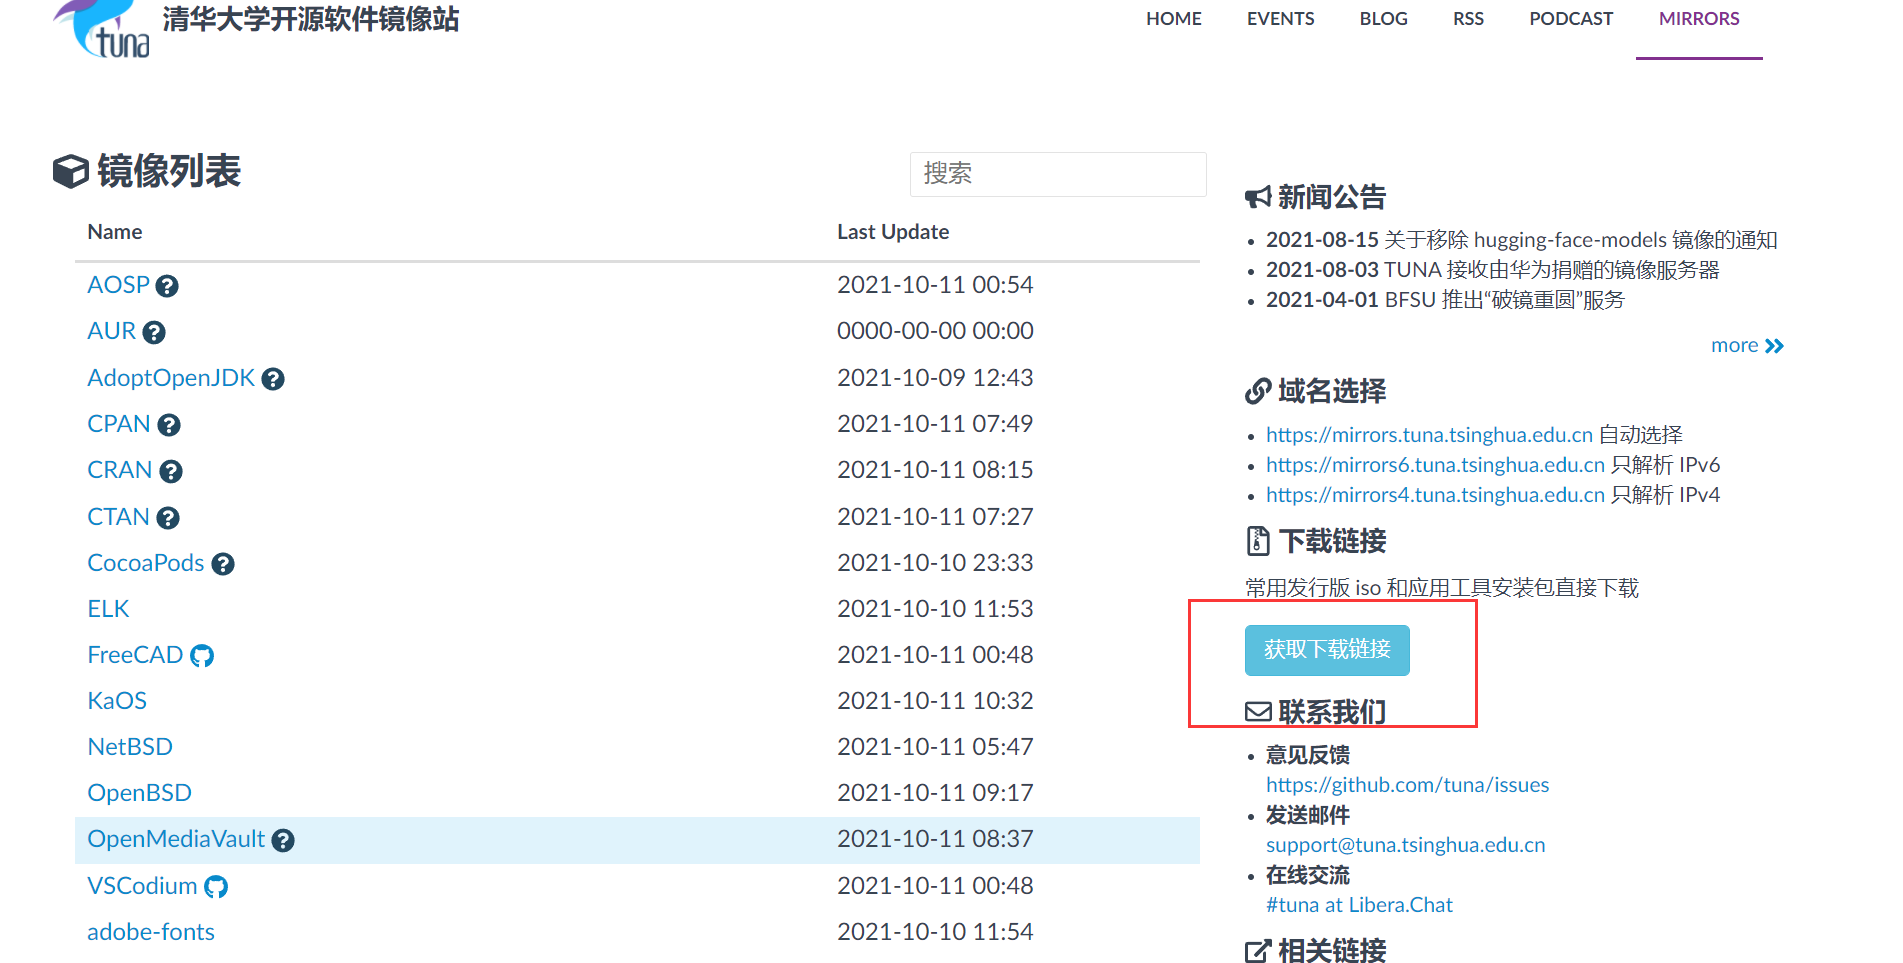 tuna
清华大学开源软件镜像站
HOME EVENTS BLOG RSS PODCAST MIRRORS
镜像列表
搜索
Name Last Update
AOSP 2021-10-11 00:54
AUR 0000-00-00 00:00
AdoptOpenJDK 2021-10-09 12:43
CPAN 2021-10-11 07:49
CRAN 2021-10-11 08:15
CTAN 2021-10-11 07:27
CocoaPods 2021-10-10 23:33
ELK 2021-10-10 11:53
FreeCAD 2021-10-11 00:48
KaOS 2021-10-11 10:32
NetBSD 2021-10-11 05:47
OpenBSD 2021-10-11 09:17
OpenMediaVault 2021-10-11 08:37
VSCodium 2021-10-11 00:48
adobe-fonts 2021-10-10 11:54
新闻公告
2021-08-15 关于移除 hugging-face-models 镜像的通知
2021-08-03 TUNA 接收由华为捐赠的镜像服务器
2021-04-01 BFSU 推出“破镜重圆”服务
more
域名选择
https://mirrors.tuna.tsinghua.edu.cn 自动选择
https://mirrors6.tuna.tsinghua.edu.cn 只解析 IPv6
https://mirrors4.tuna.tsinghua.edu.cn 只解析 IPv4
下载链接
常用发行版 iso 和应用工具安装包直接下载
获取下载链接
联系我们
意见反馈
https://github.com/tuna/issues
发送邮件
support@tuna.tsinghua.edu.cn
在线交流
#tuna at Libera.Chat
相关链接